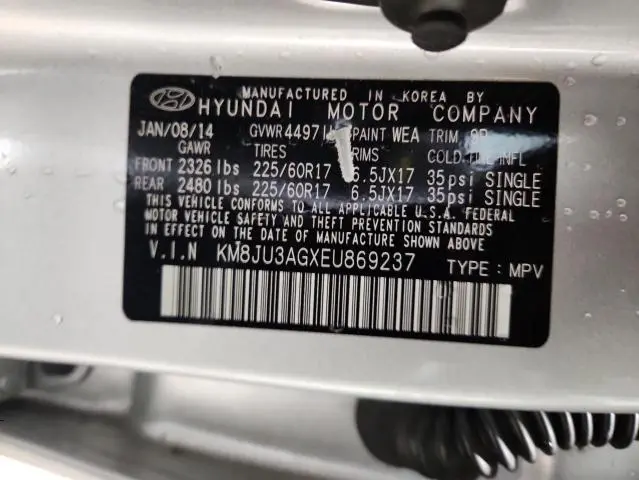 MANUFACTURED IN KOREA BY
HYUNDAI MOTOR COMPANY
JAN/08/14 GVWR 4497 PAINT WEA TRIM
GAWR TIRES RIMS COLD TIRE INFL
FRONT 2326 lbs 225/60R17 6.5JX17 35psi SINGLE
REAR 2480 lbs 225/60R17 6.5JX17 35psi SINGLE
THIS VEHICLE CONFORMS TO ALL APPLICABLE U.S.A. FEDERAL
MOTOR VEHICLE SAFETY AND THEFT PREVENTION STANDARDS
IN EFFECT ON THE DATE OF MANUFACTURE SHOWN ABOVE.
V.I.N KM8JU3AGXEU869237 TYPE : MPV